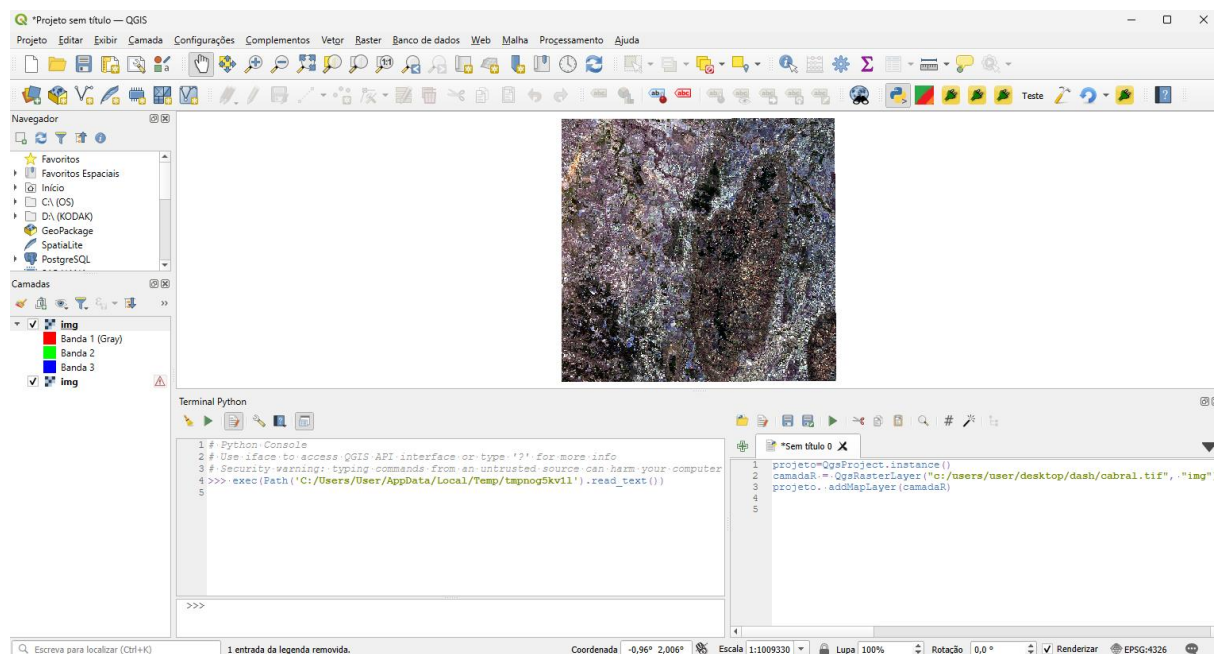 *Projeto sem título — QGIS
Projeto Editar Exibir Camada Configurações Complementos Vetor Raster Banco de dados Web Malha Processamento Ajuda
Teste
Navegador
Favoritos
Favoritos Espaciais
Início
C:\ (OS)
D:\ (KODAK)
GeoPackage
SpatiaLite
PostgreSQL
Camadas
img
Banda 1 (Gray)
Banda 2
Banda 3
img
Terminal Python
1 # Python Console
2 # Use iface to access QGIS API interface or type '?' for more info
3 # Security warning: typing commands from an untrusted source can harm your computer
4 >>> exec(Path('C:/Users/User/AppData/Local/Temp/tmpnog5kv1l').read_text())
5
>>>
*Sem título 0
1 projeto=QgsProject.instance()
2 camadaR = QgsRasterLayer("c:/users/user/desktop/dash/cabral.tif", "img"
3 projeto. addMapLayer(camadaR)
4
5
Escreva para localizar (Ctrl+K) 1 entrada da legenda removida. Coordenada -0,96° 2,006° Escala 1:1009330 Lupa 100% Rotação 0,0 ° Renderizar EPSG:4326